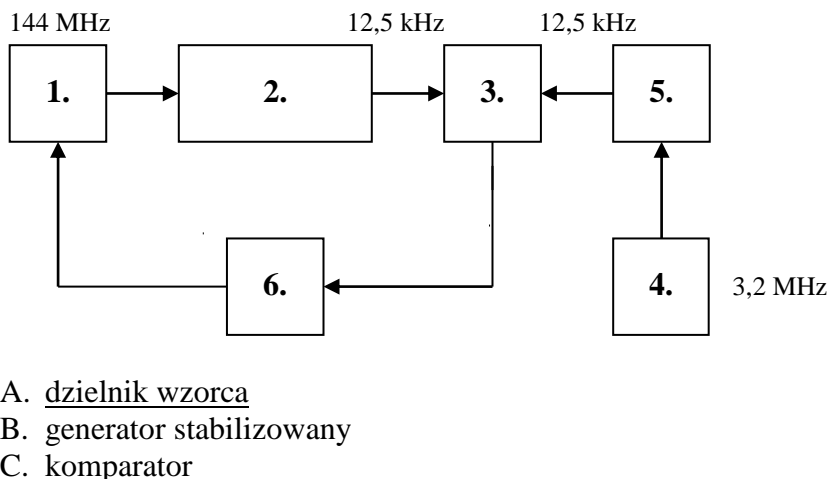 144 MHz 12,5 kHz 12,5 kHz
1. 2. 3. 5.
6. 4. 3,2 MHz
A. dzielnik wzorca
B. generator stabilizowany
C. komparator